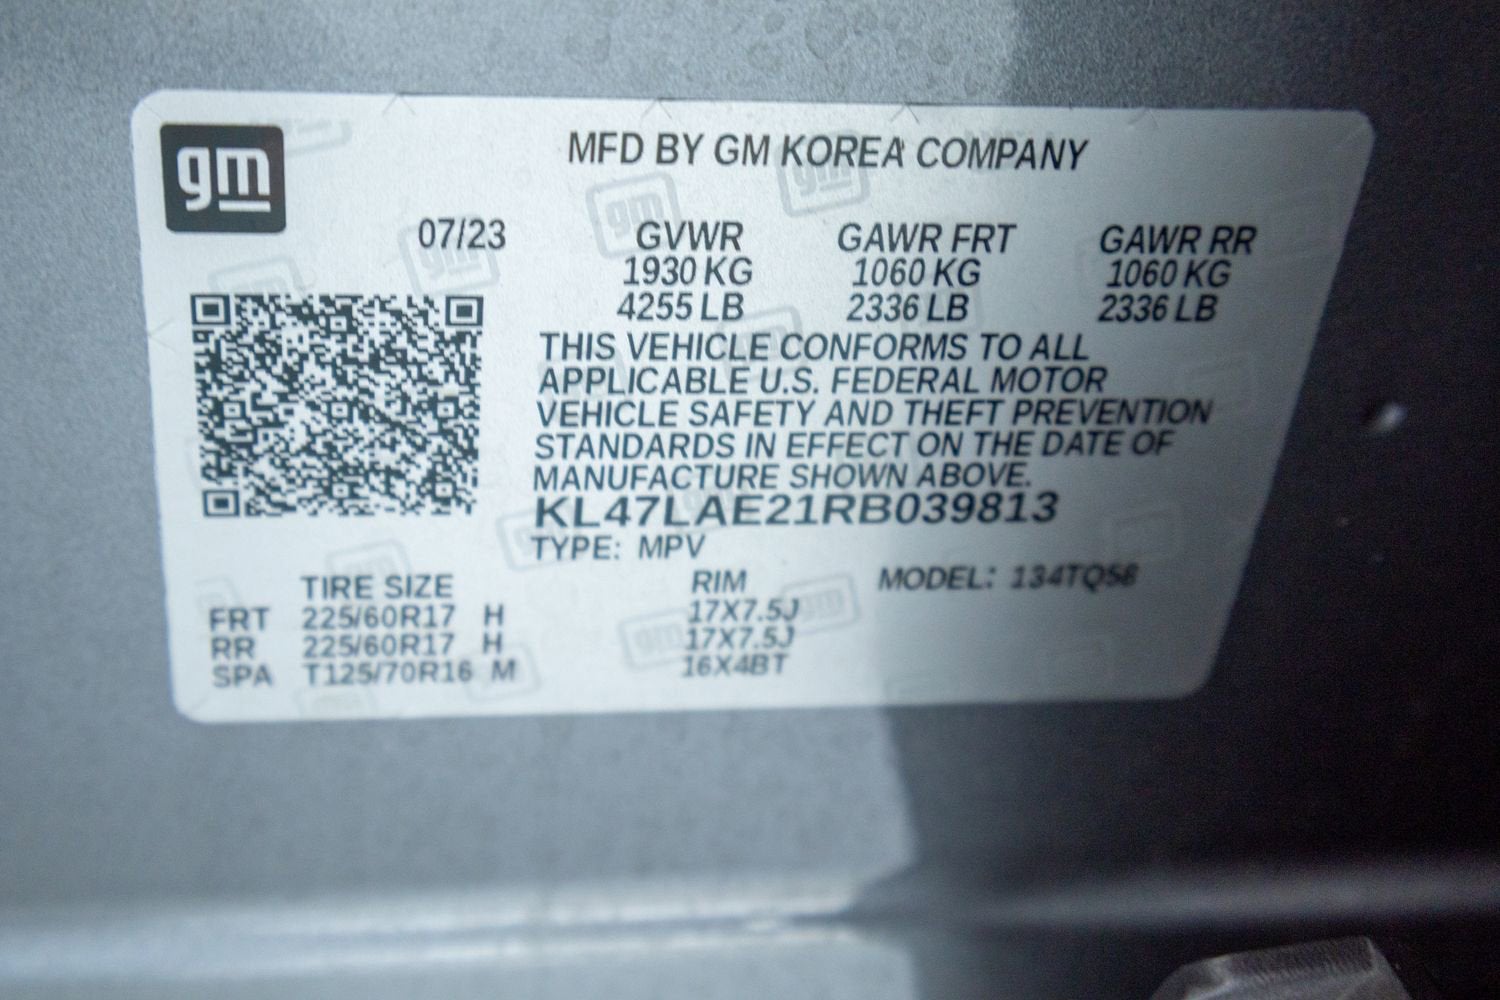 gm
MFD BY GM KOREA COMPANY
07/23 GVWR GAWR FRT GAWR RR
1930 KG 1060 KG 1060 KG
4255 LB 2336 LB 2336 LB
THIS VEHICLE CONFORMS TO ALL
APPLICABLE U.S. FEDERAL MOTOR
VEHICLE SAFETY AND THEFT PREVENTION
STANDARDS IN EFFECT ON THE DATE OF
MANUFACTURE SHOWN ABOVE.
KL47LAE21RB039813
TYPE: MPV
TIRE SIZE RIM MODEL: 134TQ58
FRT 225/60R17 H 17X7.5J
RR 225/60R17 H 17X7.5J
SPA T125/70R16 M 16X4BT